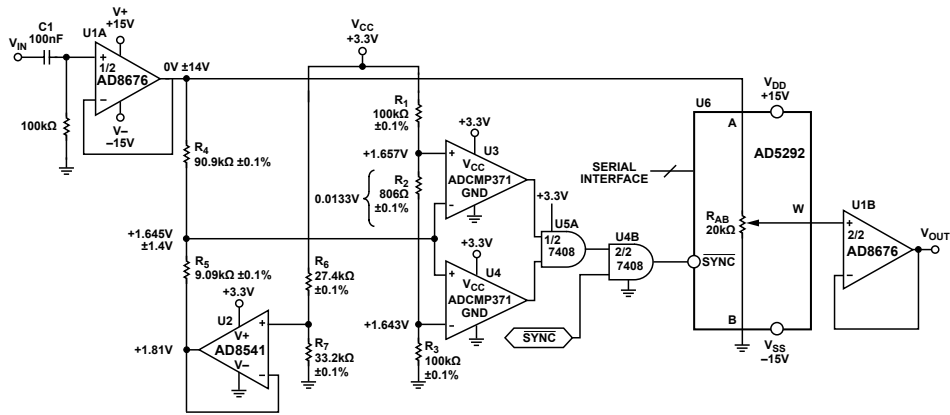 V+
+15V
C1
100nF
U1A
VIN
+
1/2
AD8676
−
V−
−15V
100kΩ
0V ±14V
VCC
+3.3V
R4
90.9kΩ ±0.1%
R1
100kΩ
±0.1%
+1.657V
R2
806Ω
±0.1%
0.0133V
+3.3V
U3
+
VCC
ADCMP371
GND
−
+1.645V
±1.4V
R5
9.09kΩ ±0.1%
R6
27.4kΩ
±0.1%
+3.3V
U4
+
VCC
ADCMP371
GND
−
+1.643V
R3
100kΩ
±0.1%
+3.3V
U2
V+
+
AD8541
V−
−
+1.81V
R7
33.2kΩ
±0.1%
+3.3V
U5A
1/2
7408
U4B
2/2
7408
SYNC
SERIAL
INTERFACE
U6
VDD
+15V
A
AD5292
RAB
20kΩ
W
SYNC
B
VSS
−15V
U1B
+
2/2
AD8676
−
VOUT